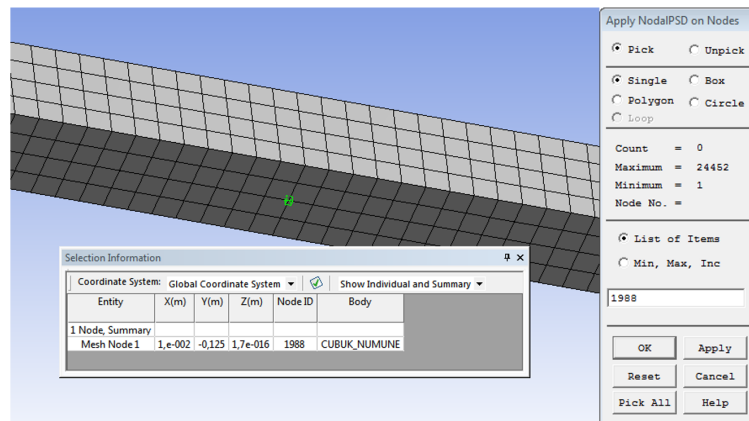 Apply NodalPSD on Nodes
Pick Unpick
Single Box
Polygon Circle
Loop
Count = 0
Maximum = 24452
Minimum = 1
Node No. =
List of Items
Min, Max, Inc
1988
OK Apply
Reset Cancel
Pick All Help
Selection Information
Coordinate System: Global Coordinate System Show Individual and Summary
Entity X(m) Y(m) Z(m) Node ID Body
1 Node, Summary
Mesh Node 1 1,e-002 -0,125 1,7e-016 1988 CUBUK_NUMUNE